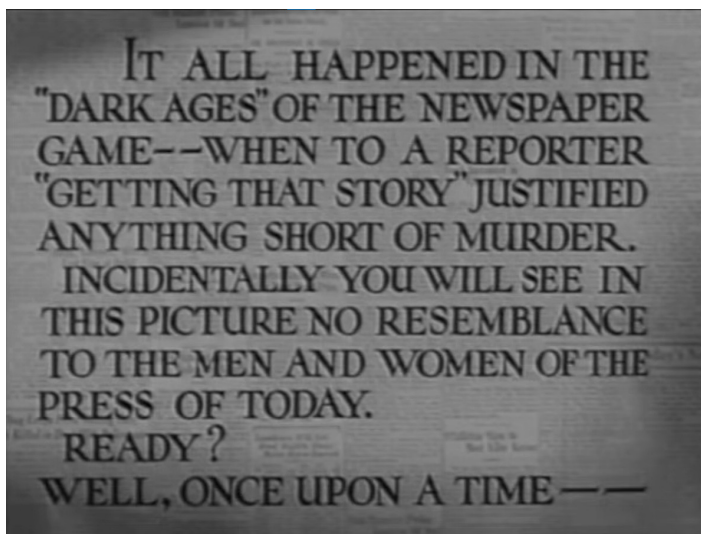 IT ALL HAPPENED IN THE
"DARK AGES" OF THE NEWSPAPER
GAME--WHEN TO A REPORTER
"GETTING THAT STORY" JUSTIFIED
ANYTHING SHORT OF MURDER.
INCIDENTALLY YOU WILL SEE IN
THIS PICTURE NO RESEMBLANCE
TO THE MEN AND WOMEN OF THE
PRESS OF TODAY.
READY?
WELL, ONCE UPON A TIME--